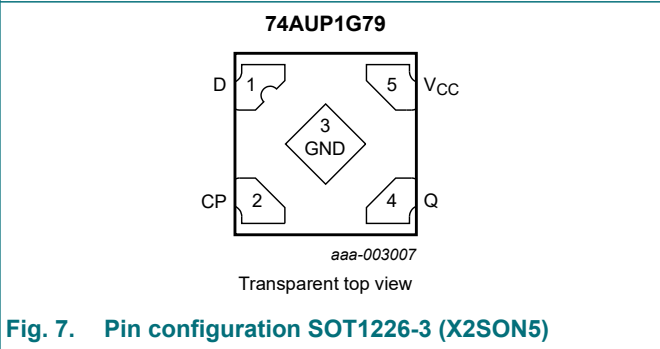 74AUP1G79
D 1 5 VCC
3
GND
CP 2 4 Q
aaa-003007
Transparent top view
Fig. 7. Pin configuration SOT1226-3 (X2SON5)